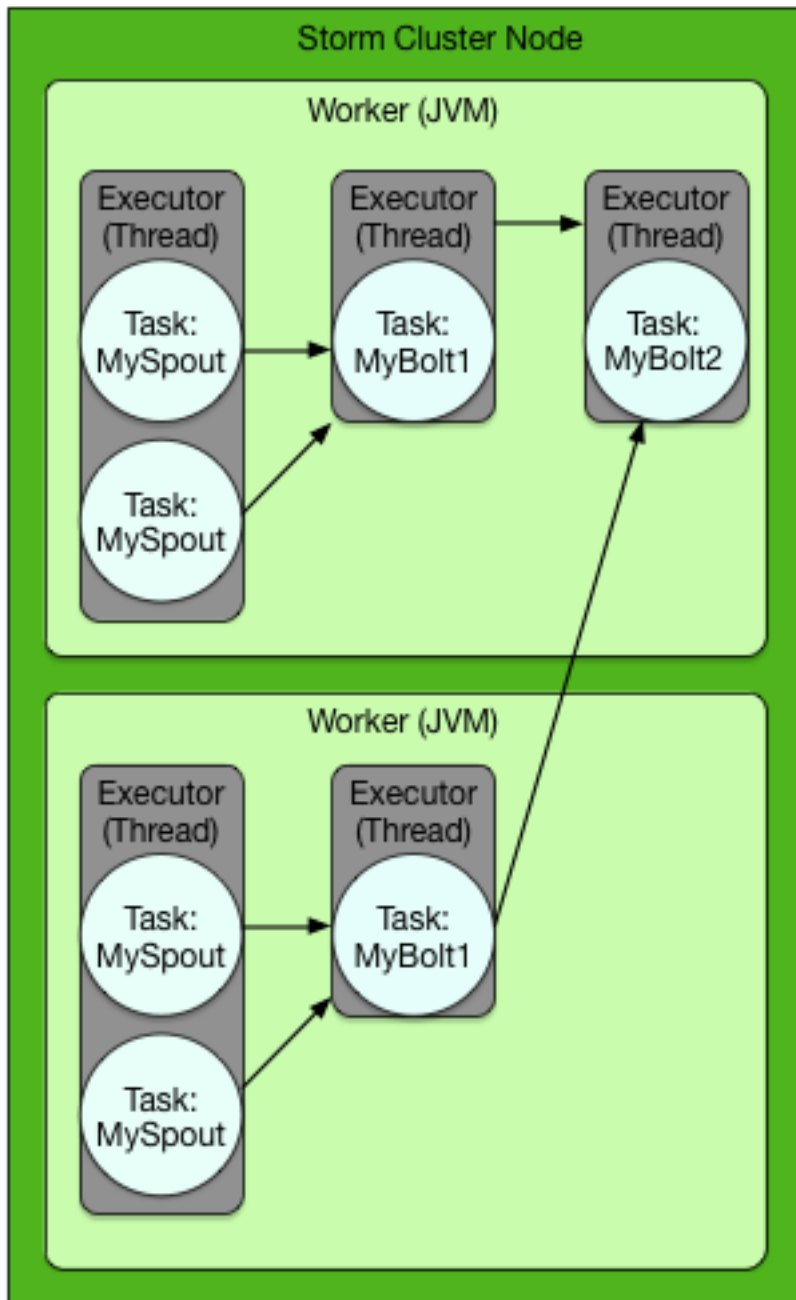 Storm Cluster Node
Worker (JVM)
Executor
(Thread)
Task:
MySpout
Task:
MySpout
Executor
(Thread)
Task:
MyBolt1
Executor
(Thread)
Task:
MyBolt2
Worker (JVM)
Executor
(Thread)
Task:
MySpout
Task:
MySpout
Executor
(Thread)
Task:
MyBolt1